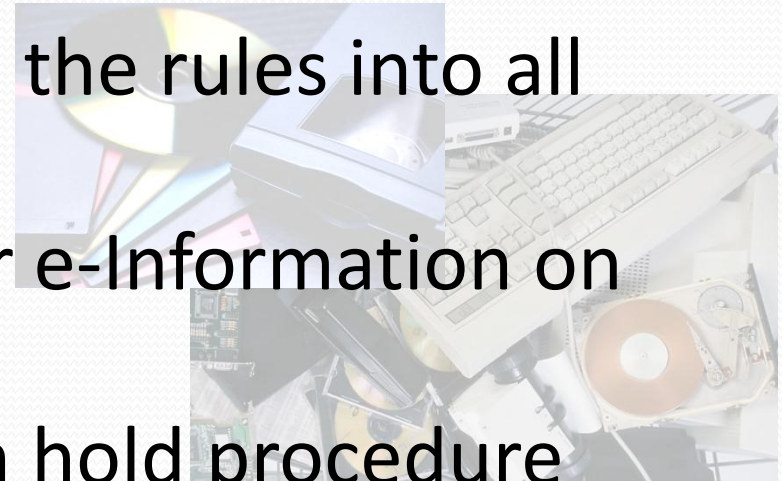 the rules into all
e-Information on
hold procedure